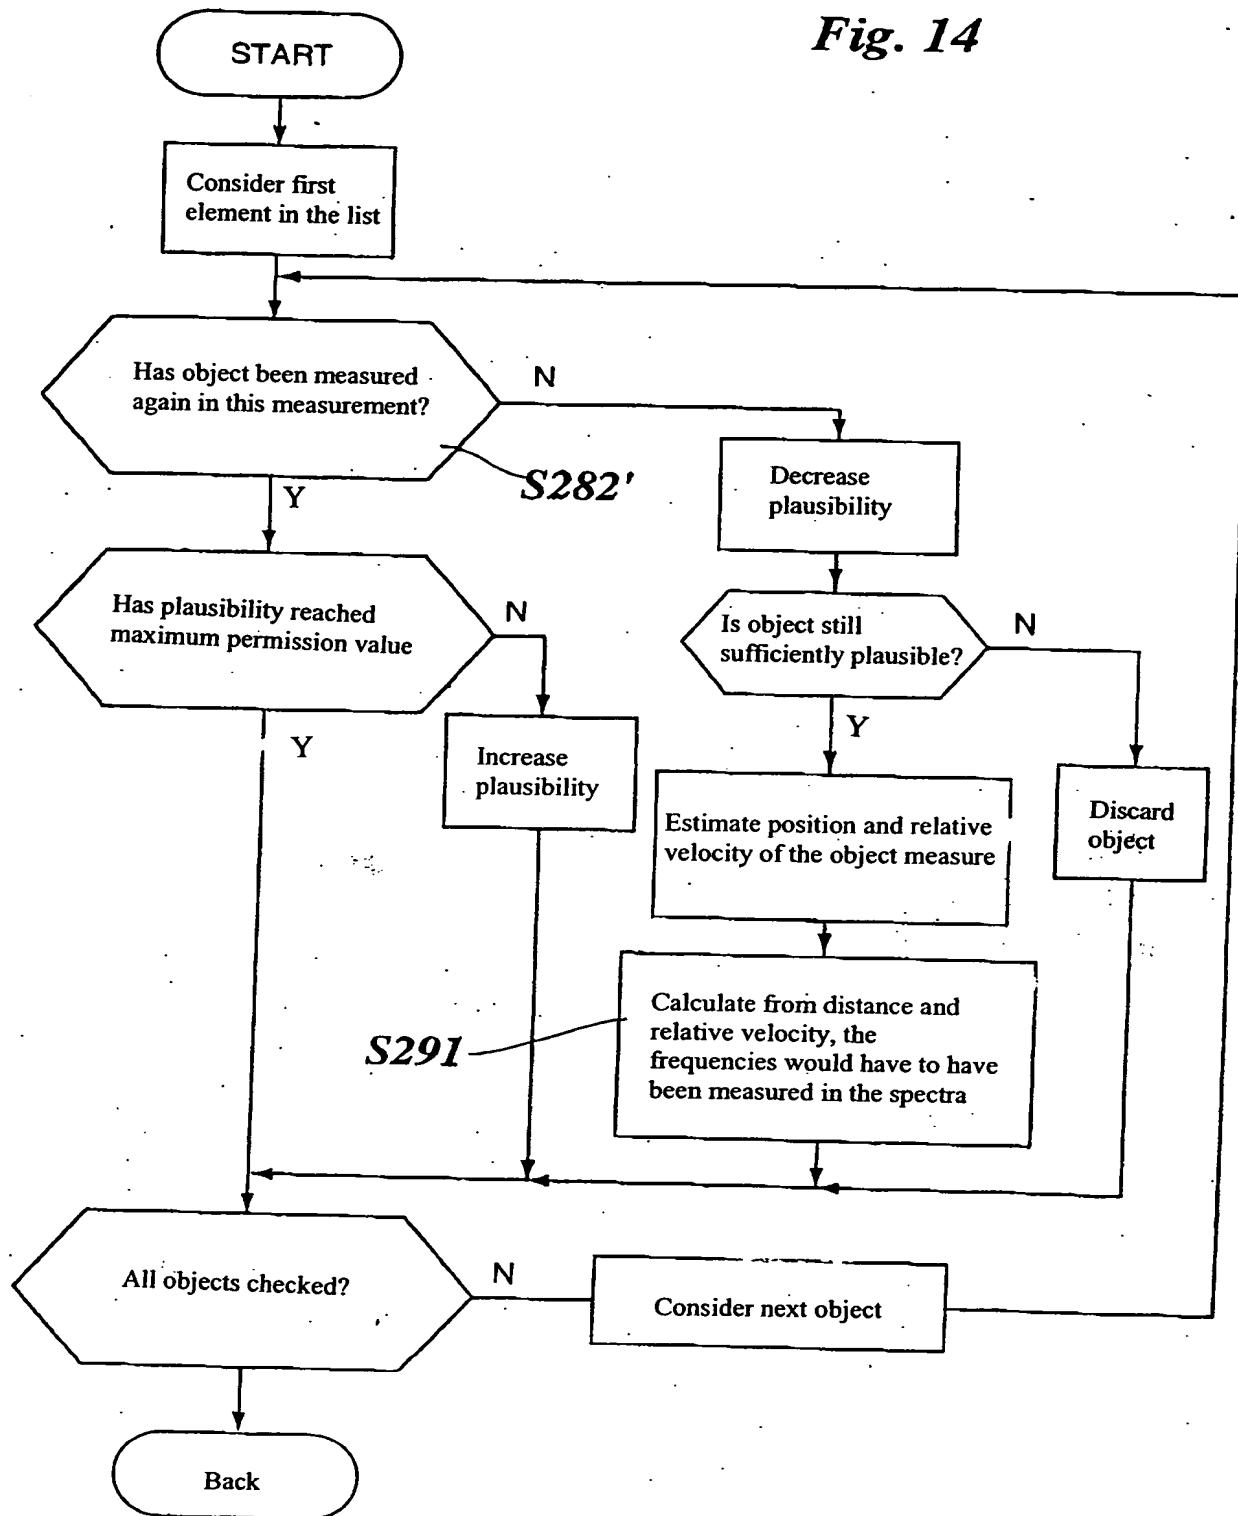 Fig. 14
START
Consider first
element in the list
Has object been measured
again in this measurement?
N
S282'
Y
Decrease
plausibility
Has plausibility reached
maximum permission value
N
Y
Is object still
sufficiently plausible?
N
Y
Increase
plausibility
Estimate position and relative
velocity of the object measure
Discard
object
Calculate from distance and
relative velocity, the
frequencies would have to have
been measured in the spectra
S291
All objects checked?
N
Consider next object
Back